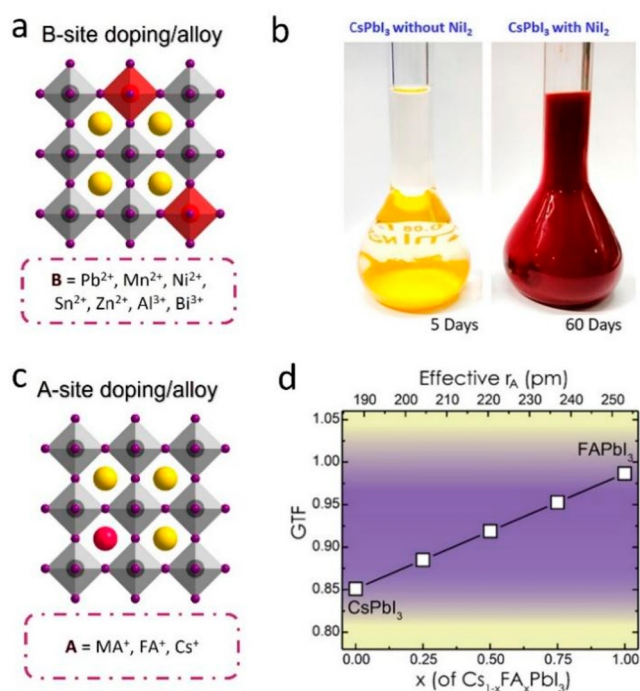 a
B-site doping/alloy
B = Pb²⁺, Mn²⁺, Ni²⁺,
Sn²⁺, Zn²⁺, Al³⁺, Bi³⁺
b
CsPbI₃ without NiI₂
CsPbI₃ with NiI₂
5 Days
60 Days
c
A-site doping/alloy
A = MA⁺, FA⁺, Cs⁺
d
Effective r_A (pm)
190 200 210 220 230 240 250
1.05
1.00
0.95
0.90
0.85
0.80
GTF
FAPbI₃
CsPbI₃
0.00 0.25 0.50 0.75 1.00
x (of Cs₁₋ₓFAₓPbI₃)